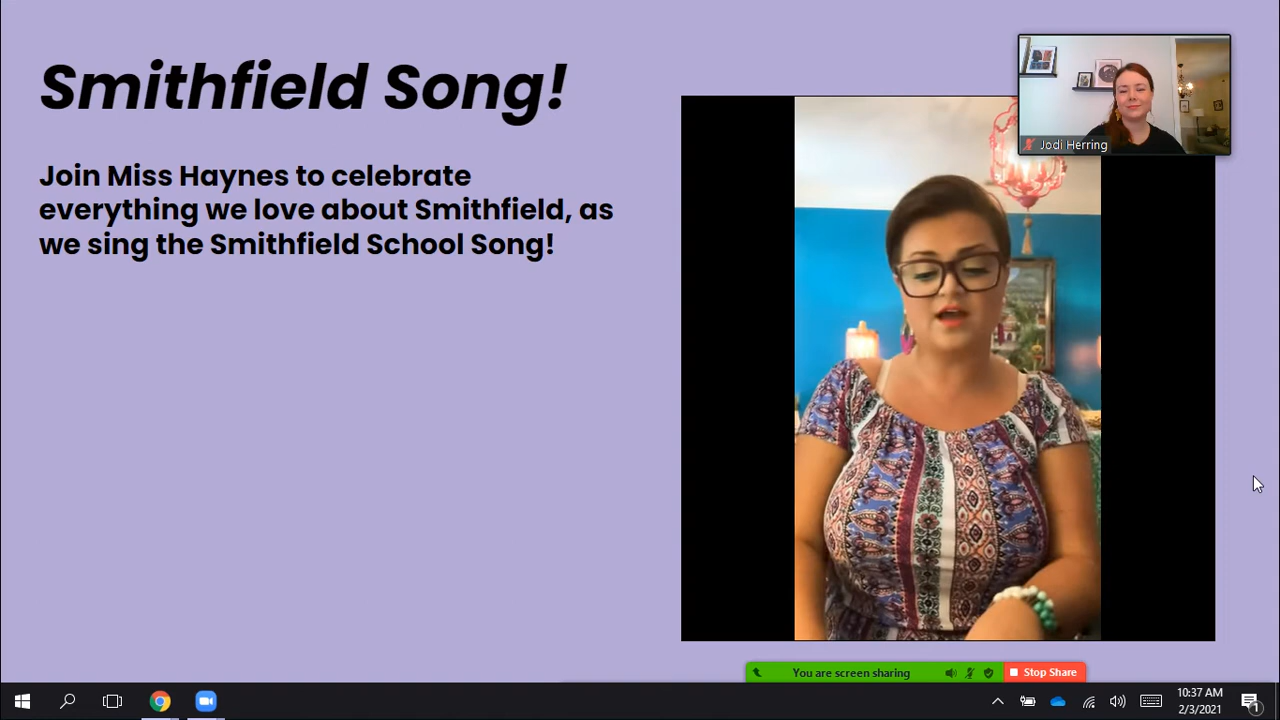 Smithfield Song!
Join Miss Haynes to celebrate
everything we love about Smithfield, as
we sing the Smithfield School Song!
Jodi Herring
You are screen sharing
Stop Share
10:37 AM
2/3/2021
1